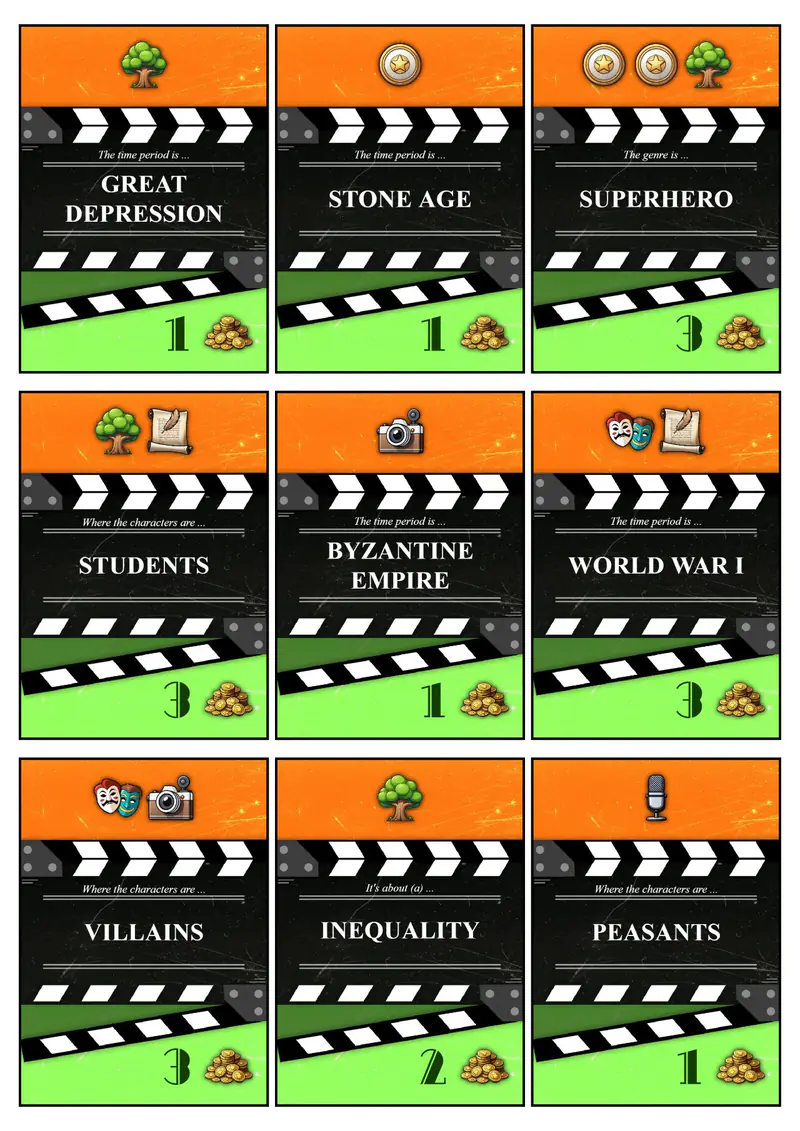 The time period is ...
GREAT
DEPRESSION
1
The time period is ...
STONE AGE
1
The genre is ...
SUPERHERO
3
Where the characters are ...
STUDENTS
3
The time period is ...
BYZANTINE
EMPIRE
1
The time period is ...
WORLD WAR I
3
Where the characters are ...
VILLAINS
3
It's about (a) ...
INEQUALITY
2
Where the characters are ...
PEASANTS
1